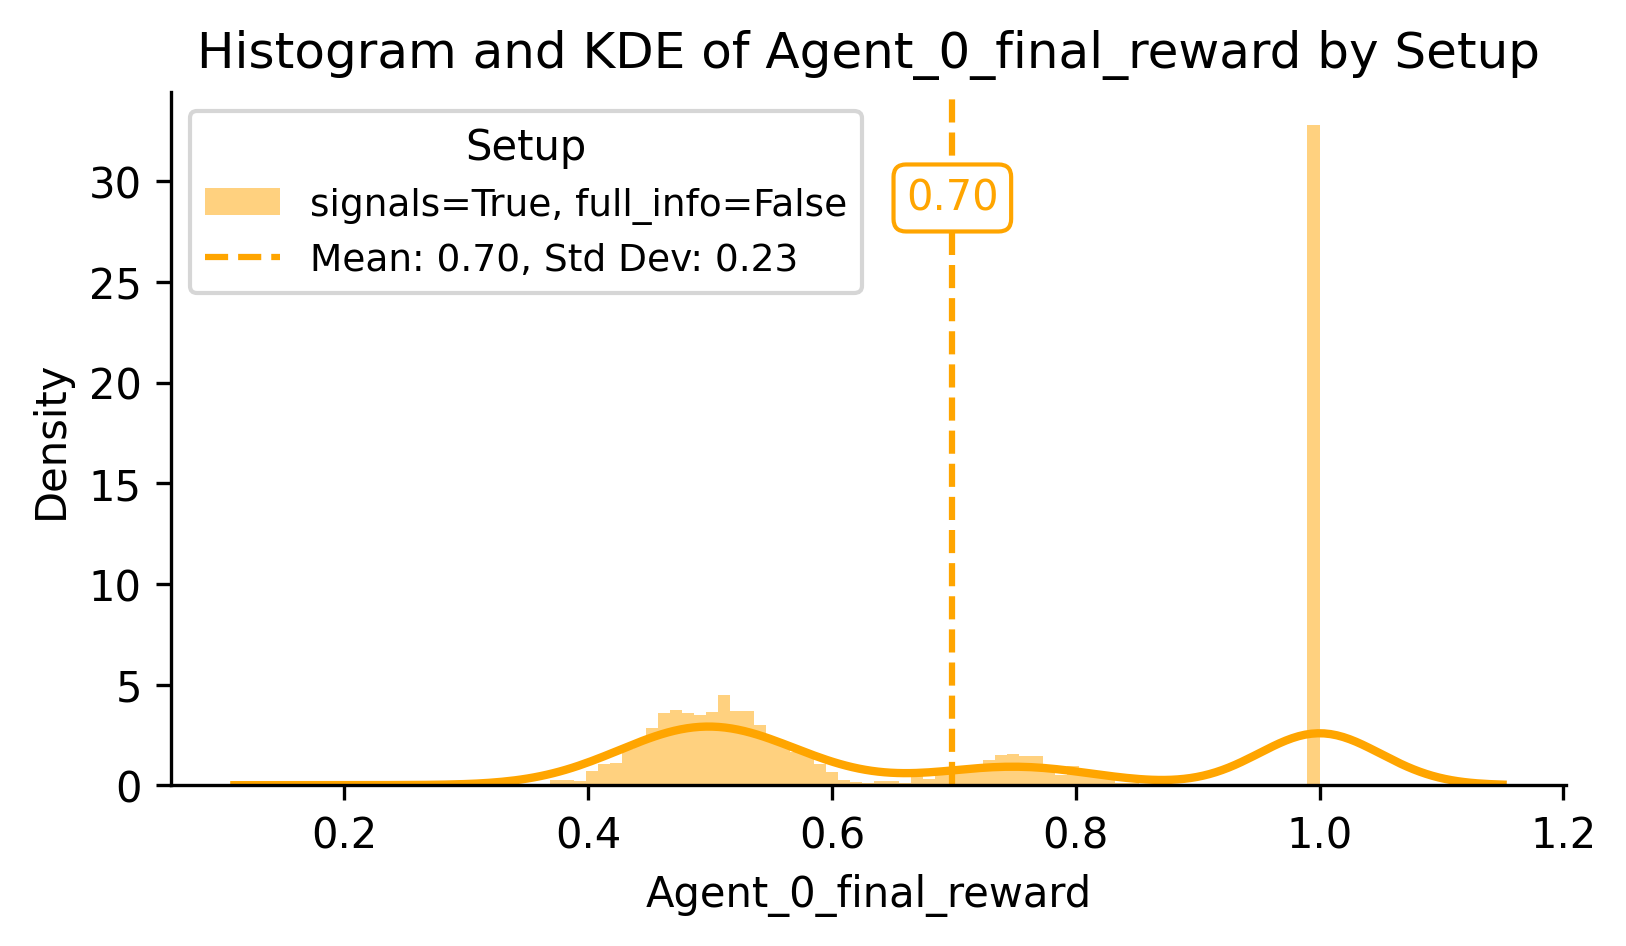 Histogram and KDE of Agent_0_final_reward by Setup
Setup
signals=True, full_info=False
Mean: 0.70, Std Dev: 0.23
0.70
30
25
20
15
10
5
0
Density
0.2 0.4 0.6 0.8 1.0 1.2
Agent_0_final_reward